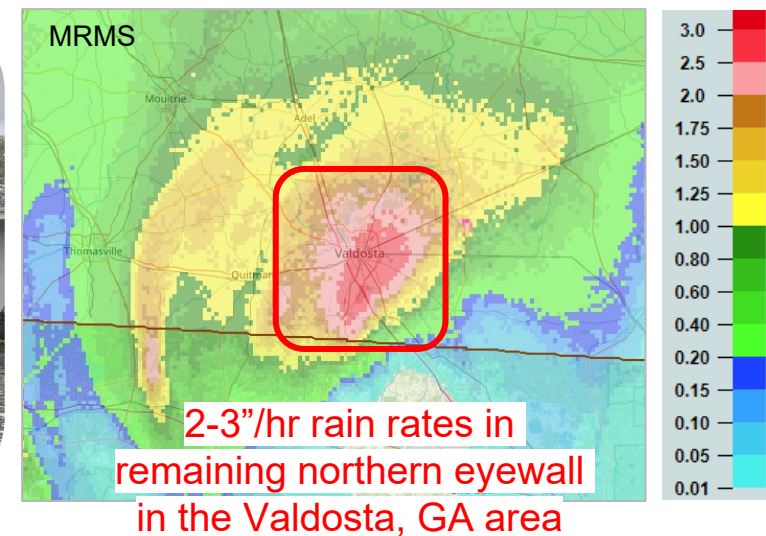 MRMS
Moultrie
Adel
Thomasville
Valdosta
Quitman
2-3”/hr rain rates in
remaining northern eyewall
in the Valdosta, GA area
3.0
2.5
2.0
1.75
1.50
1.25
1.00
0.80
0.60
0.40
0.20
0.15
0.10
0.05
0.01